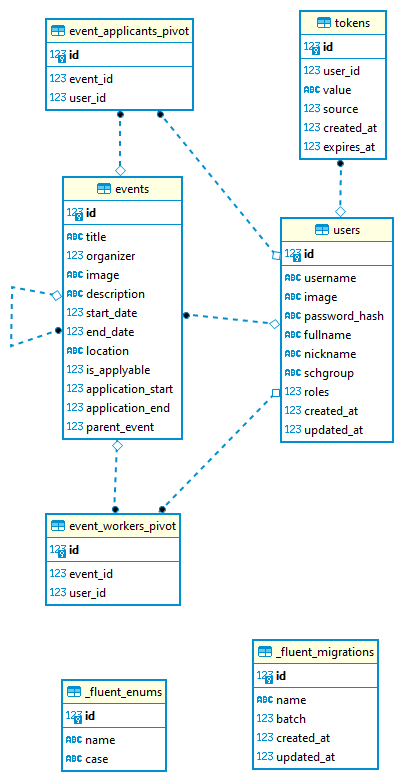 event_applicants_pivot
123 id
123 event_id
123 user_id
tokens
123 id
123 user_id
ABC value
123 source
123 created_at
123 expires_at
events
123 id
ABC title
123 organizer
ABC image
ABC description
123 start_date
123 end_date
ABC location
123 is_applyable
123 application_start
123 application_end
123 parent_event
users
123 id
ABC username
ABC image
ABC password_hash
ABC fullname
ABC nickname
ABC schgroup
123 roles
123 created_at
123 updated_at
event_workers_pivot
123 id
123 event_id
123 user_id
_fluent_enums
123 id
ABC name
ABC case
_fluent_migrations
123 id
ABC name
123 batch
123 created_at
123 updated_at